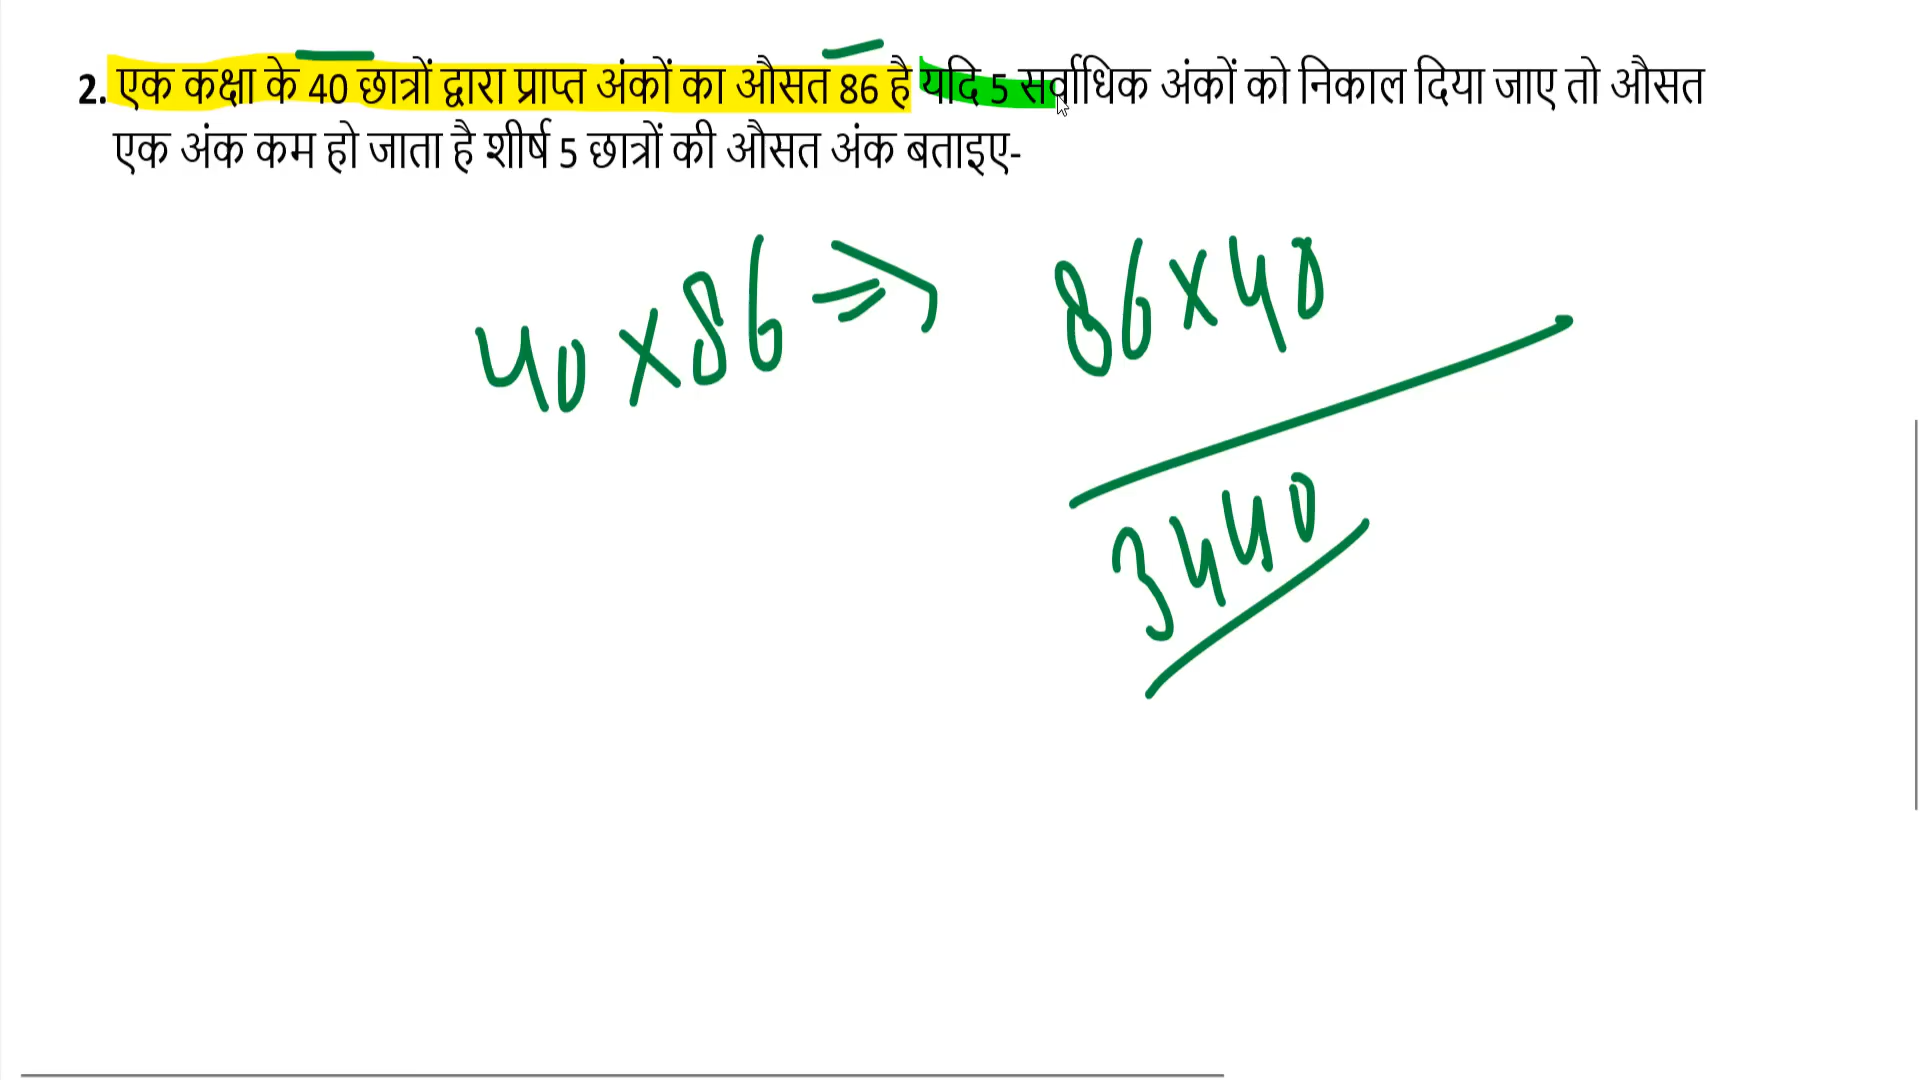 2. एक कक्षा के 40 छात्रों द्वारा प्राप्त अंकों का औसत 86 है यदि 5 सर्वाधिक अंकों को निकाल दिया जाए तो औसत
एक अंक कम हो जाता है शीर्ष 5 छात्रों की औसत अंक बताइए-
40 × 86 ⇒ 86 × 40
3440